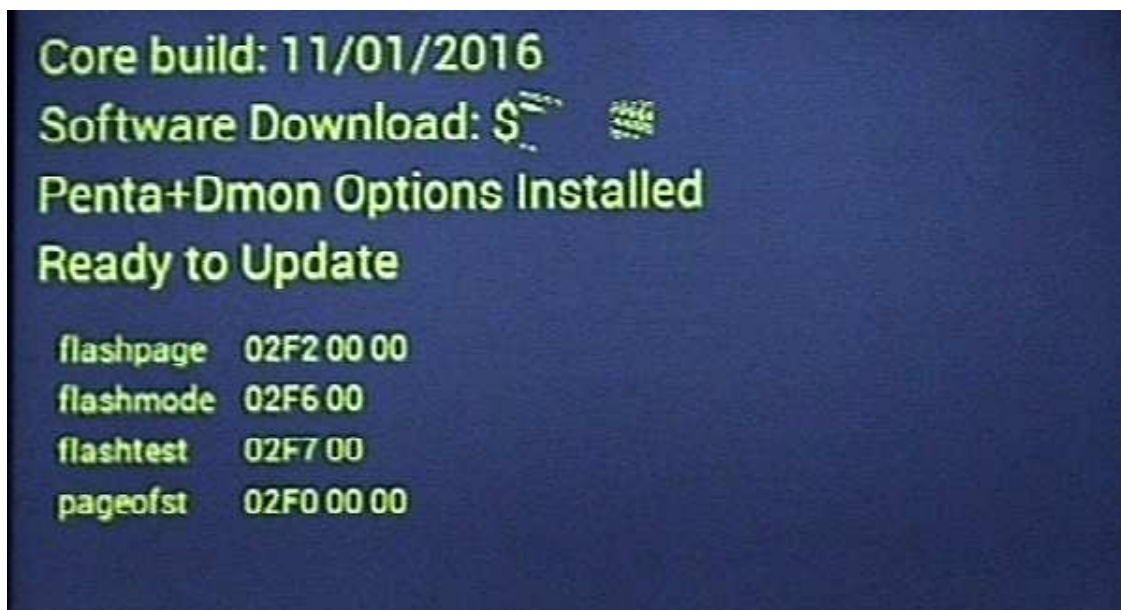 Core build: 11/01/2016
Software Download: $
Penta+Dmon Options Installed
Ready to Update
flashpage 02F2 00 00
flashmode 02F6 00
flashtest 02F7 00
pageofst 02F0 00 00